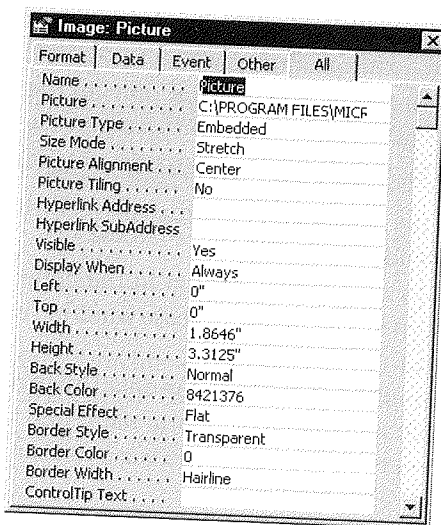 Image: Picture
Format Data Event Other All
Name . . . . . . . . . . . Picture
Picture . . . . . . . . . . C:\PROGRAM FILES\MICR
Picture Type . . . . . . Embedded
Size Mode . . . . . . . . Stretch
Picture Alignment . . . Center
Picture Tiling . . . . . . No
Hyperlink Address . . .
Hyperlink SubAddress
Visible . . . . . . . . . . . Yes
Display When . . . . . . Always
Left . . . . . . . . . . . . . 0"
Top . . . . . . . . . . . . . 0"
Width . . . . . . . . . . . 1.8646"
Height . . . . . . . . . . . 3.3125"
Back Style . . . . . . . . Normal
Back Color . . . . . . . . 8421376
Special Effect . . . . . . Flat
Border Style . . . . . . . Transparent
Border Color . . . . . . . 0
Border Width . . . . . . . Hairline
ControlTip Text . . . .